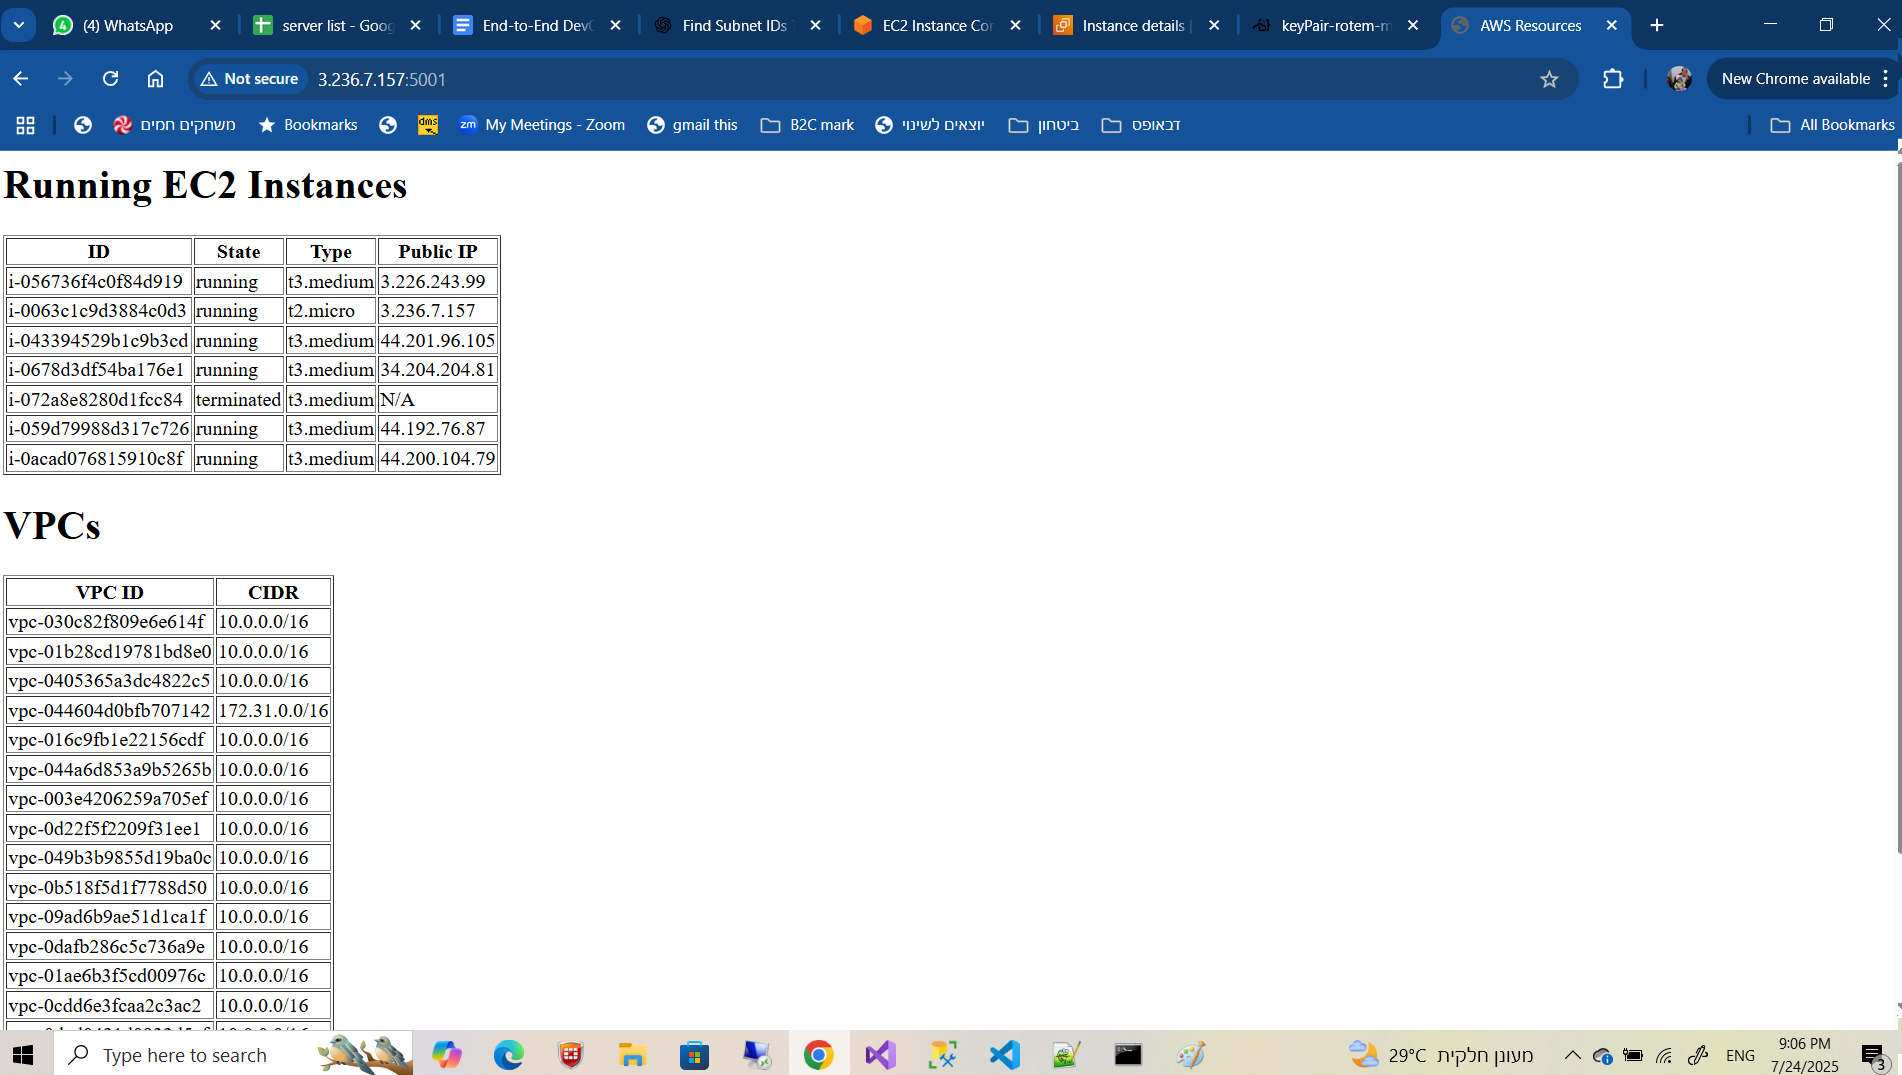 (4) WhatsApp
server list - Goog
End-to-End Dev
Find Subnet IDs
EC2 Instance Cor
Instance details
keyPair-rotem-m
AWS Resources
Not secure
3.236.7.157:5001
New Chrome available
משחקים חמים
Bookmarks
dms
zm
My Meetings - Zoom
gmail this
B2C mark
יוצאים לשינוי
ביטחון
דבאופס
All Bookmarks
Running EC2 Instances
ID State Type Public IP
i-056736f4c0f84d919 running t3.medium 3.226.243.99
i-0063c1c9d3884c0d3 running t2.micro 3.236.7.157
i-043394529b1c9b3cd running t3.medium 44.201.96.105
i-0678d3df54ba176e1 running t3.medium 34.204.204.81
i-072a8e8280d1fcc84 terminated t3.medium N/A
i-059d79988d317c726 running t3.medium 44.192.76.87
i-0acad076815910c8f running t3.medium 44.200.104.79
VPCs
VPC ID CIDR
vpc-030c82f809e6e614f 10.0.0.0/16
vpc-01b28cd19781bd8e0 10.0.0.0/16
vpc-0405365a3dc4822c5 10.0.0.0/16
vpc-044604d0bfb707142 172.31.0.0/16
vpc-016c9fb1e22156cdf 10.0.0.0/16
vpc-044a6d853a9b5265b 10.0.0.0/16
vpc-003e4206259a705ef 10.0.0.0/16
vpc-0d22f5f2209f31ee1 10.0.0.0/16
vpc-049b3b9855d19ba0c 10.0.0.0/16
vpc-0b518f5d1f7788d50 10.0.0.0/16
vpc-09ad6b9ae51d1ca1f 10.0.0.0/16
vpc-0dafb286c5c736a9e 10.0.0.0/16
vpc-01ae6b3f5cd00976c 10.0.0.0/16
vpc-0cdd6e3fcaa2c3ac2 10.0.0.0/16
Type here to search
29°C מעונן חלקית
ENG
9:06 PM
7/24/2025
3